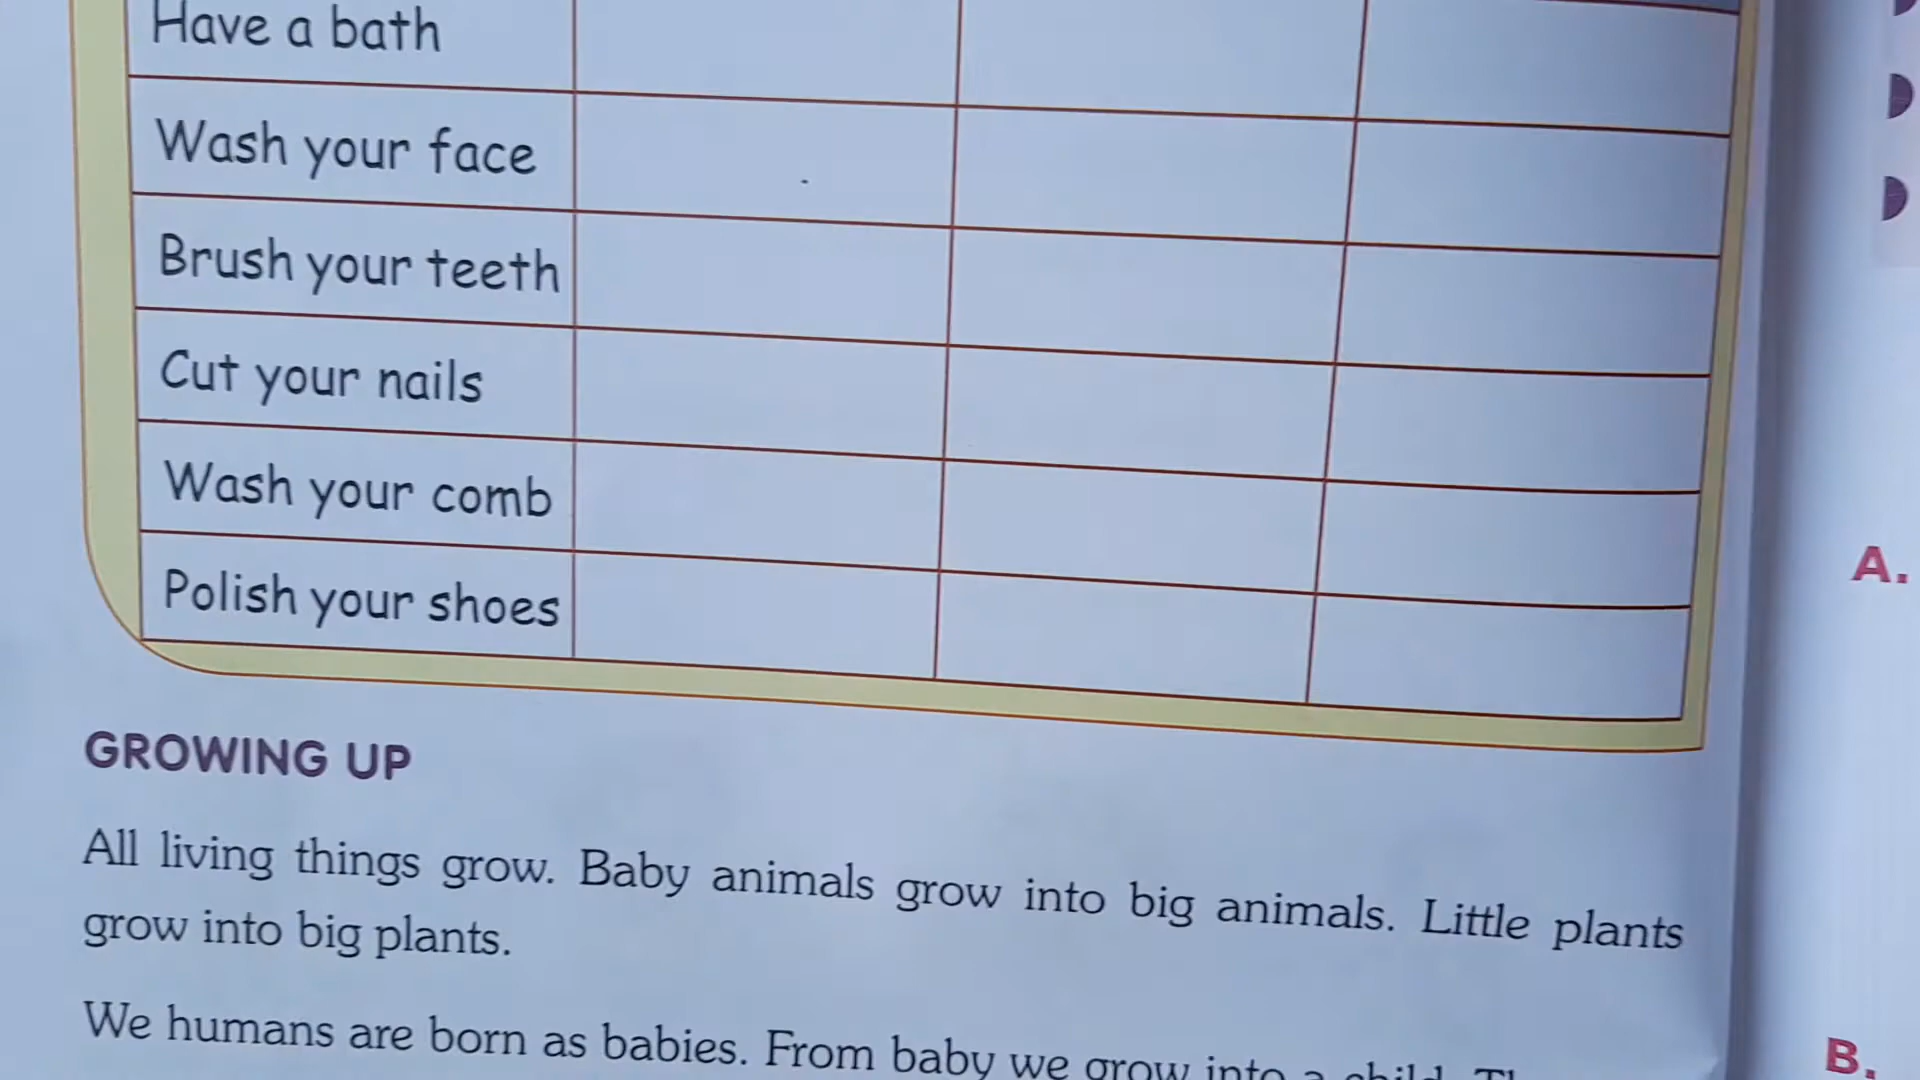 Have a bath
Wash your face
Brush your teeth
Cut your nails
Wash your comb
Polish your shoes
GROWING UP
All living things grow. Baby animals grow into big animals. Little plants
grow into big plants.
We humans are born as babies. From baby we grow into a child.
A.
B.